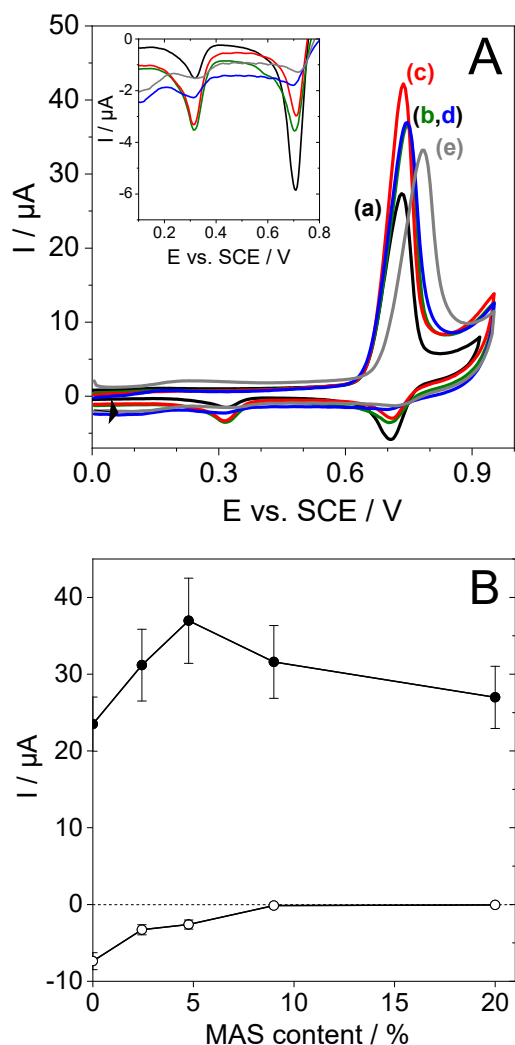 A
I / µA
50
40
30
20
10
0
(c)
(b,d)
(e)
(a)
I / µA
0
-2
-4
-6
0.2 0.4 0.6 0.8
E vs. SCE / V
0.0 0.3 0.6 0.9
E vs. SCE / V
B
I / µA
40
30
20
10
0
-10
0 5 10 15 20
MAS content / %